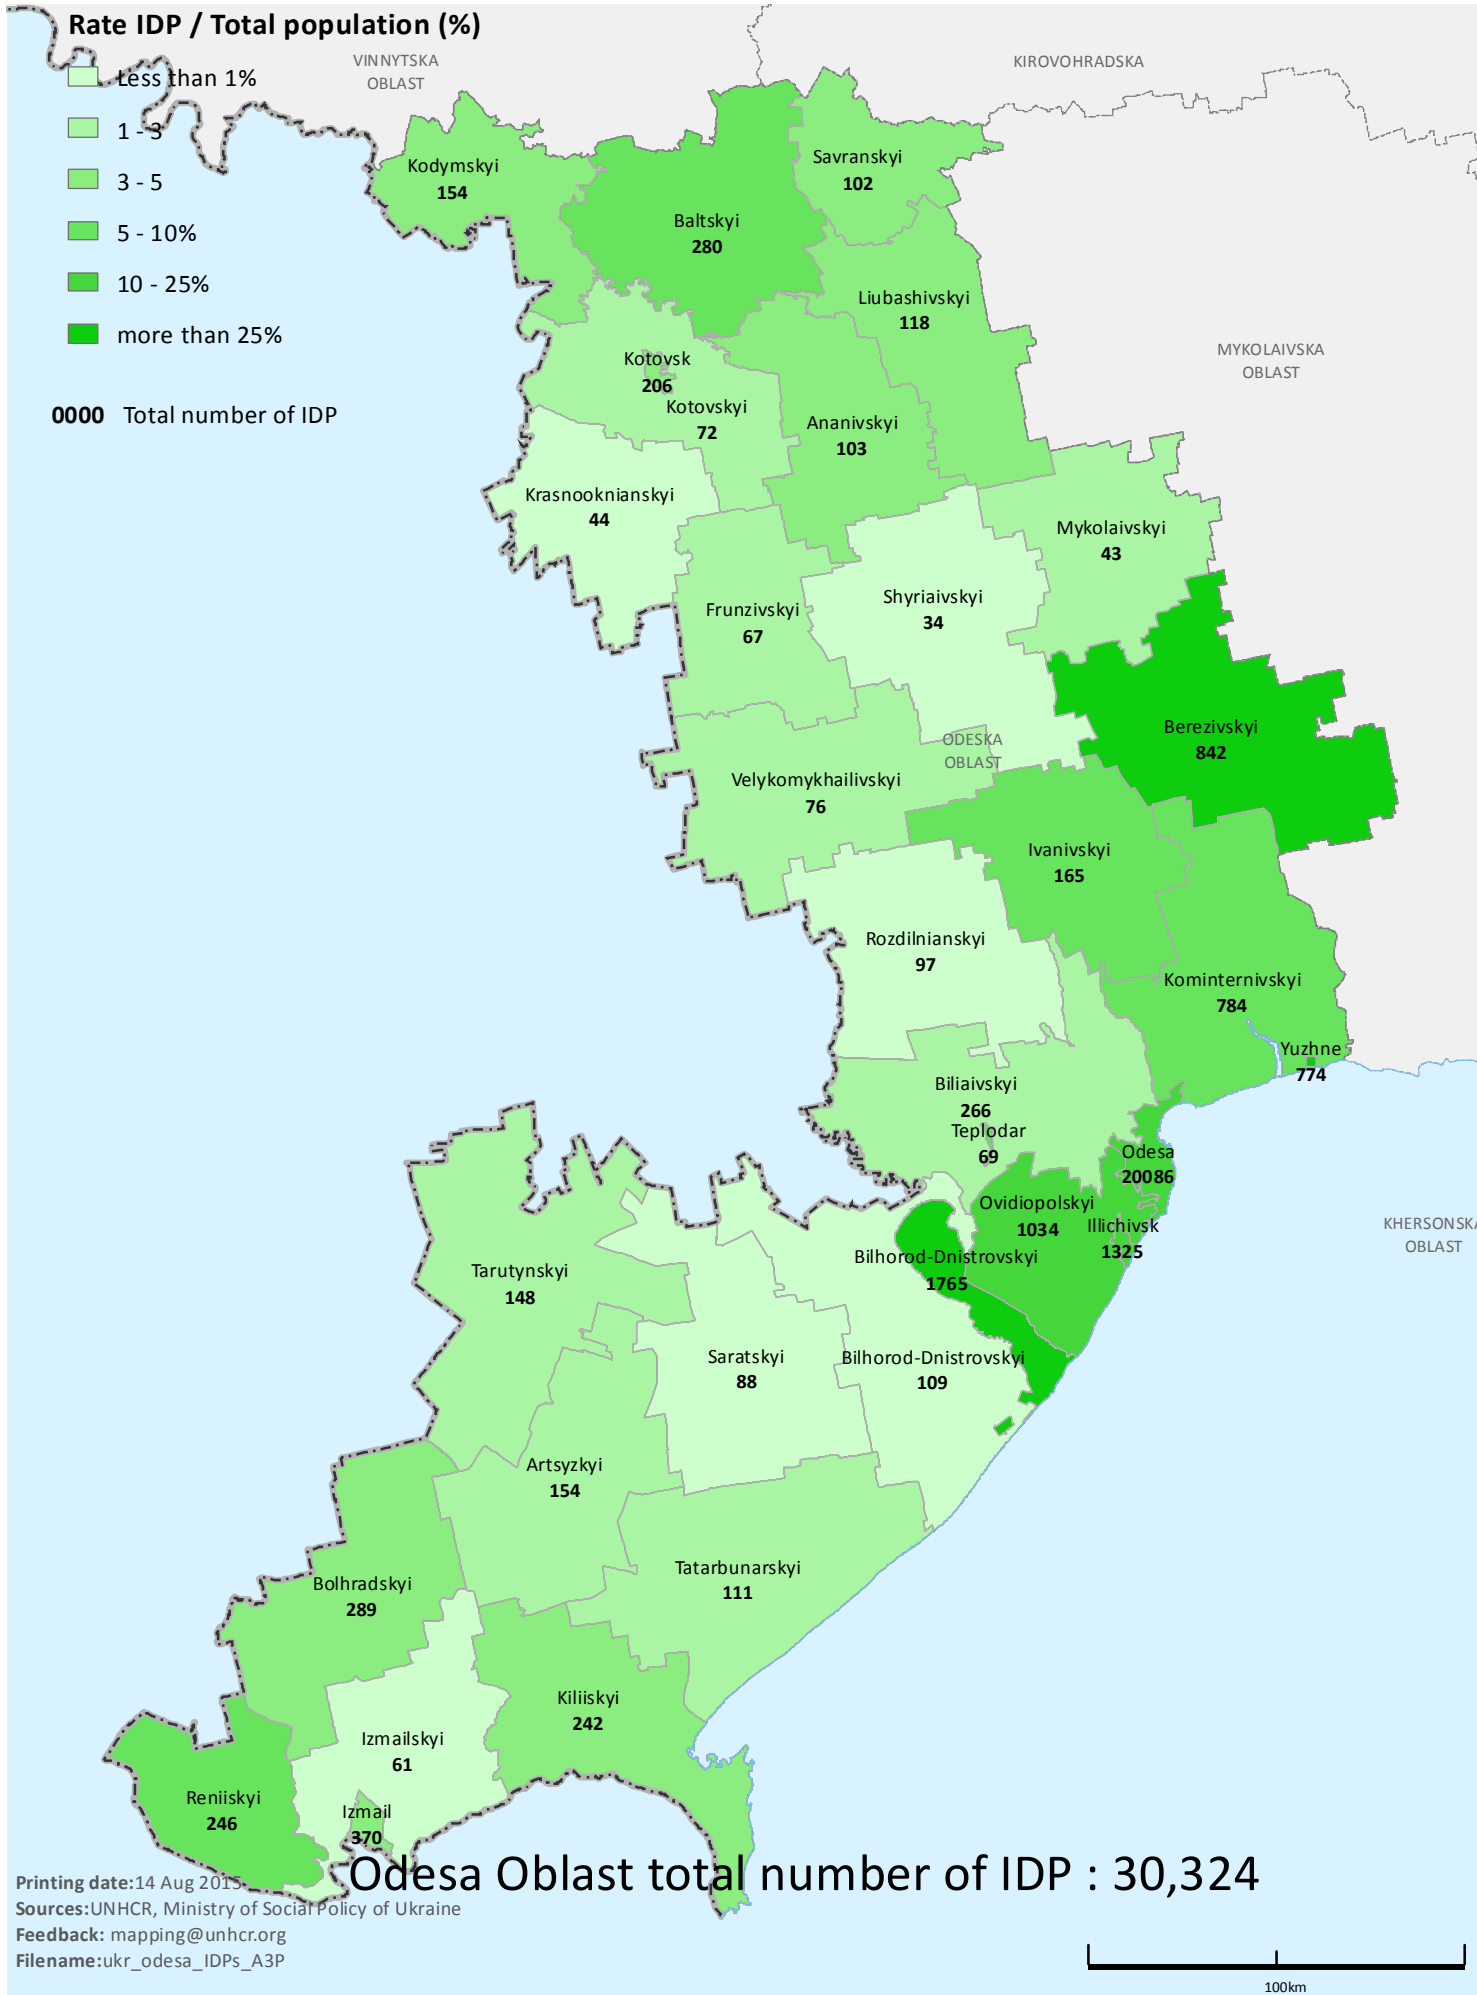 Rate IDP / Total population (%)
Less than 1%
1 - 3
3 - 5
5 - 10%
10 - 25%
more than 25%
0000 Total number of IDP
VINNYTSKA
OBLAST
KIROVOHRADSKA
MYKOLAIVSKA
OBLAST
Kodymskyi
154
Baltskyi
280
Savranskyi
102
Liubashivskyi
118
Kotovsk
206
Kotovskyi
72
Ananivskyi
103
Krasnooknianskyi
44
Mykolaivskyi
43
Frunzivskyi
67
Shyriaivskyi
34
Berezivskyi
842
ODESKA
OBLAST
Velykomykhailivskyi
76
Ivanivskyi
165
Rozdilnianskyi
97
Kominternivskyi
784
Yuzhne
774
Biliaivskyi
266
Teplodar
69
Odesa
20086
Ovidiopolskyi
1034
Illichivsk
1325
KHERSONSKA
OBLAST
Bilhorod-Dnistrovskyi
1765
Tarutynskyi
148
Saratskyi
88
Bilhorod-Dnistrovskyi
109
Artsyzkyi
154
Tatarbunarskyi
111
Bolhradskyi
289
Kiliiskyi
242
Izmailskyi
61
Reniiskyi
246
Izmail
370
Odesa Oblast total number of IDP : 30,324
Printing date:14 Aug 2015
Sources:UNHCR, Ministry of Social Policy of Ukraine
Feedback: mapping@unhcr.org
Filename:ukr_odesa_IDPs_A3P
100km